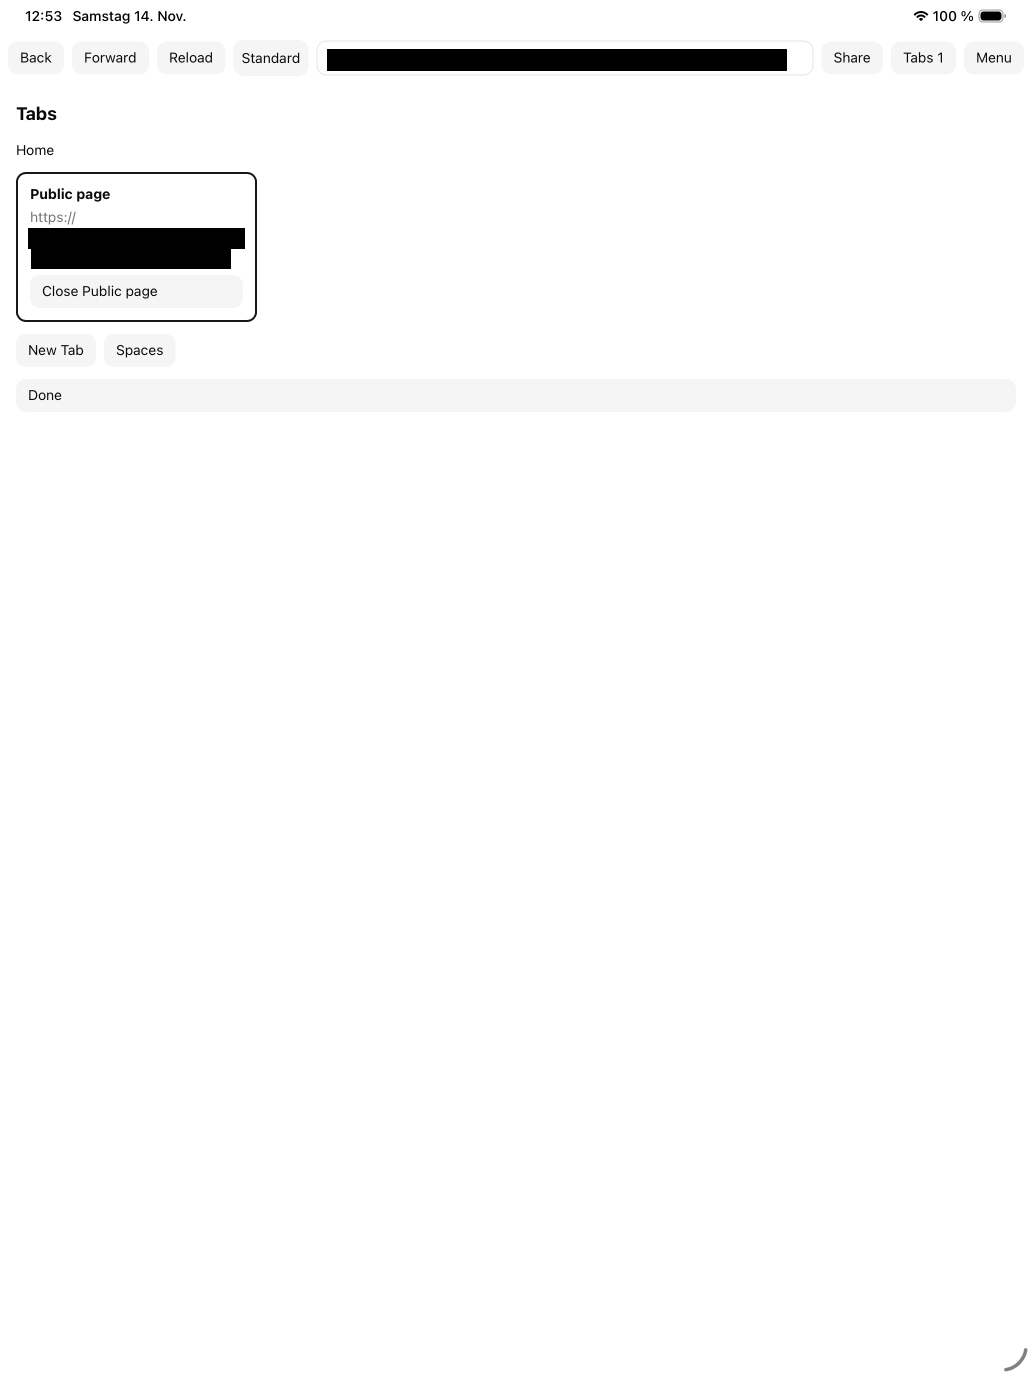 12:53 Samstag 14. Nov. 100 %
Back Forward Reload Standard Share Tabs 1 Menu
Tabs
Home
Public page
https://
Close Public page
New Tab Spaces
Done